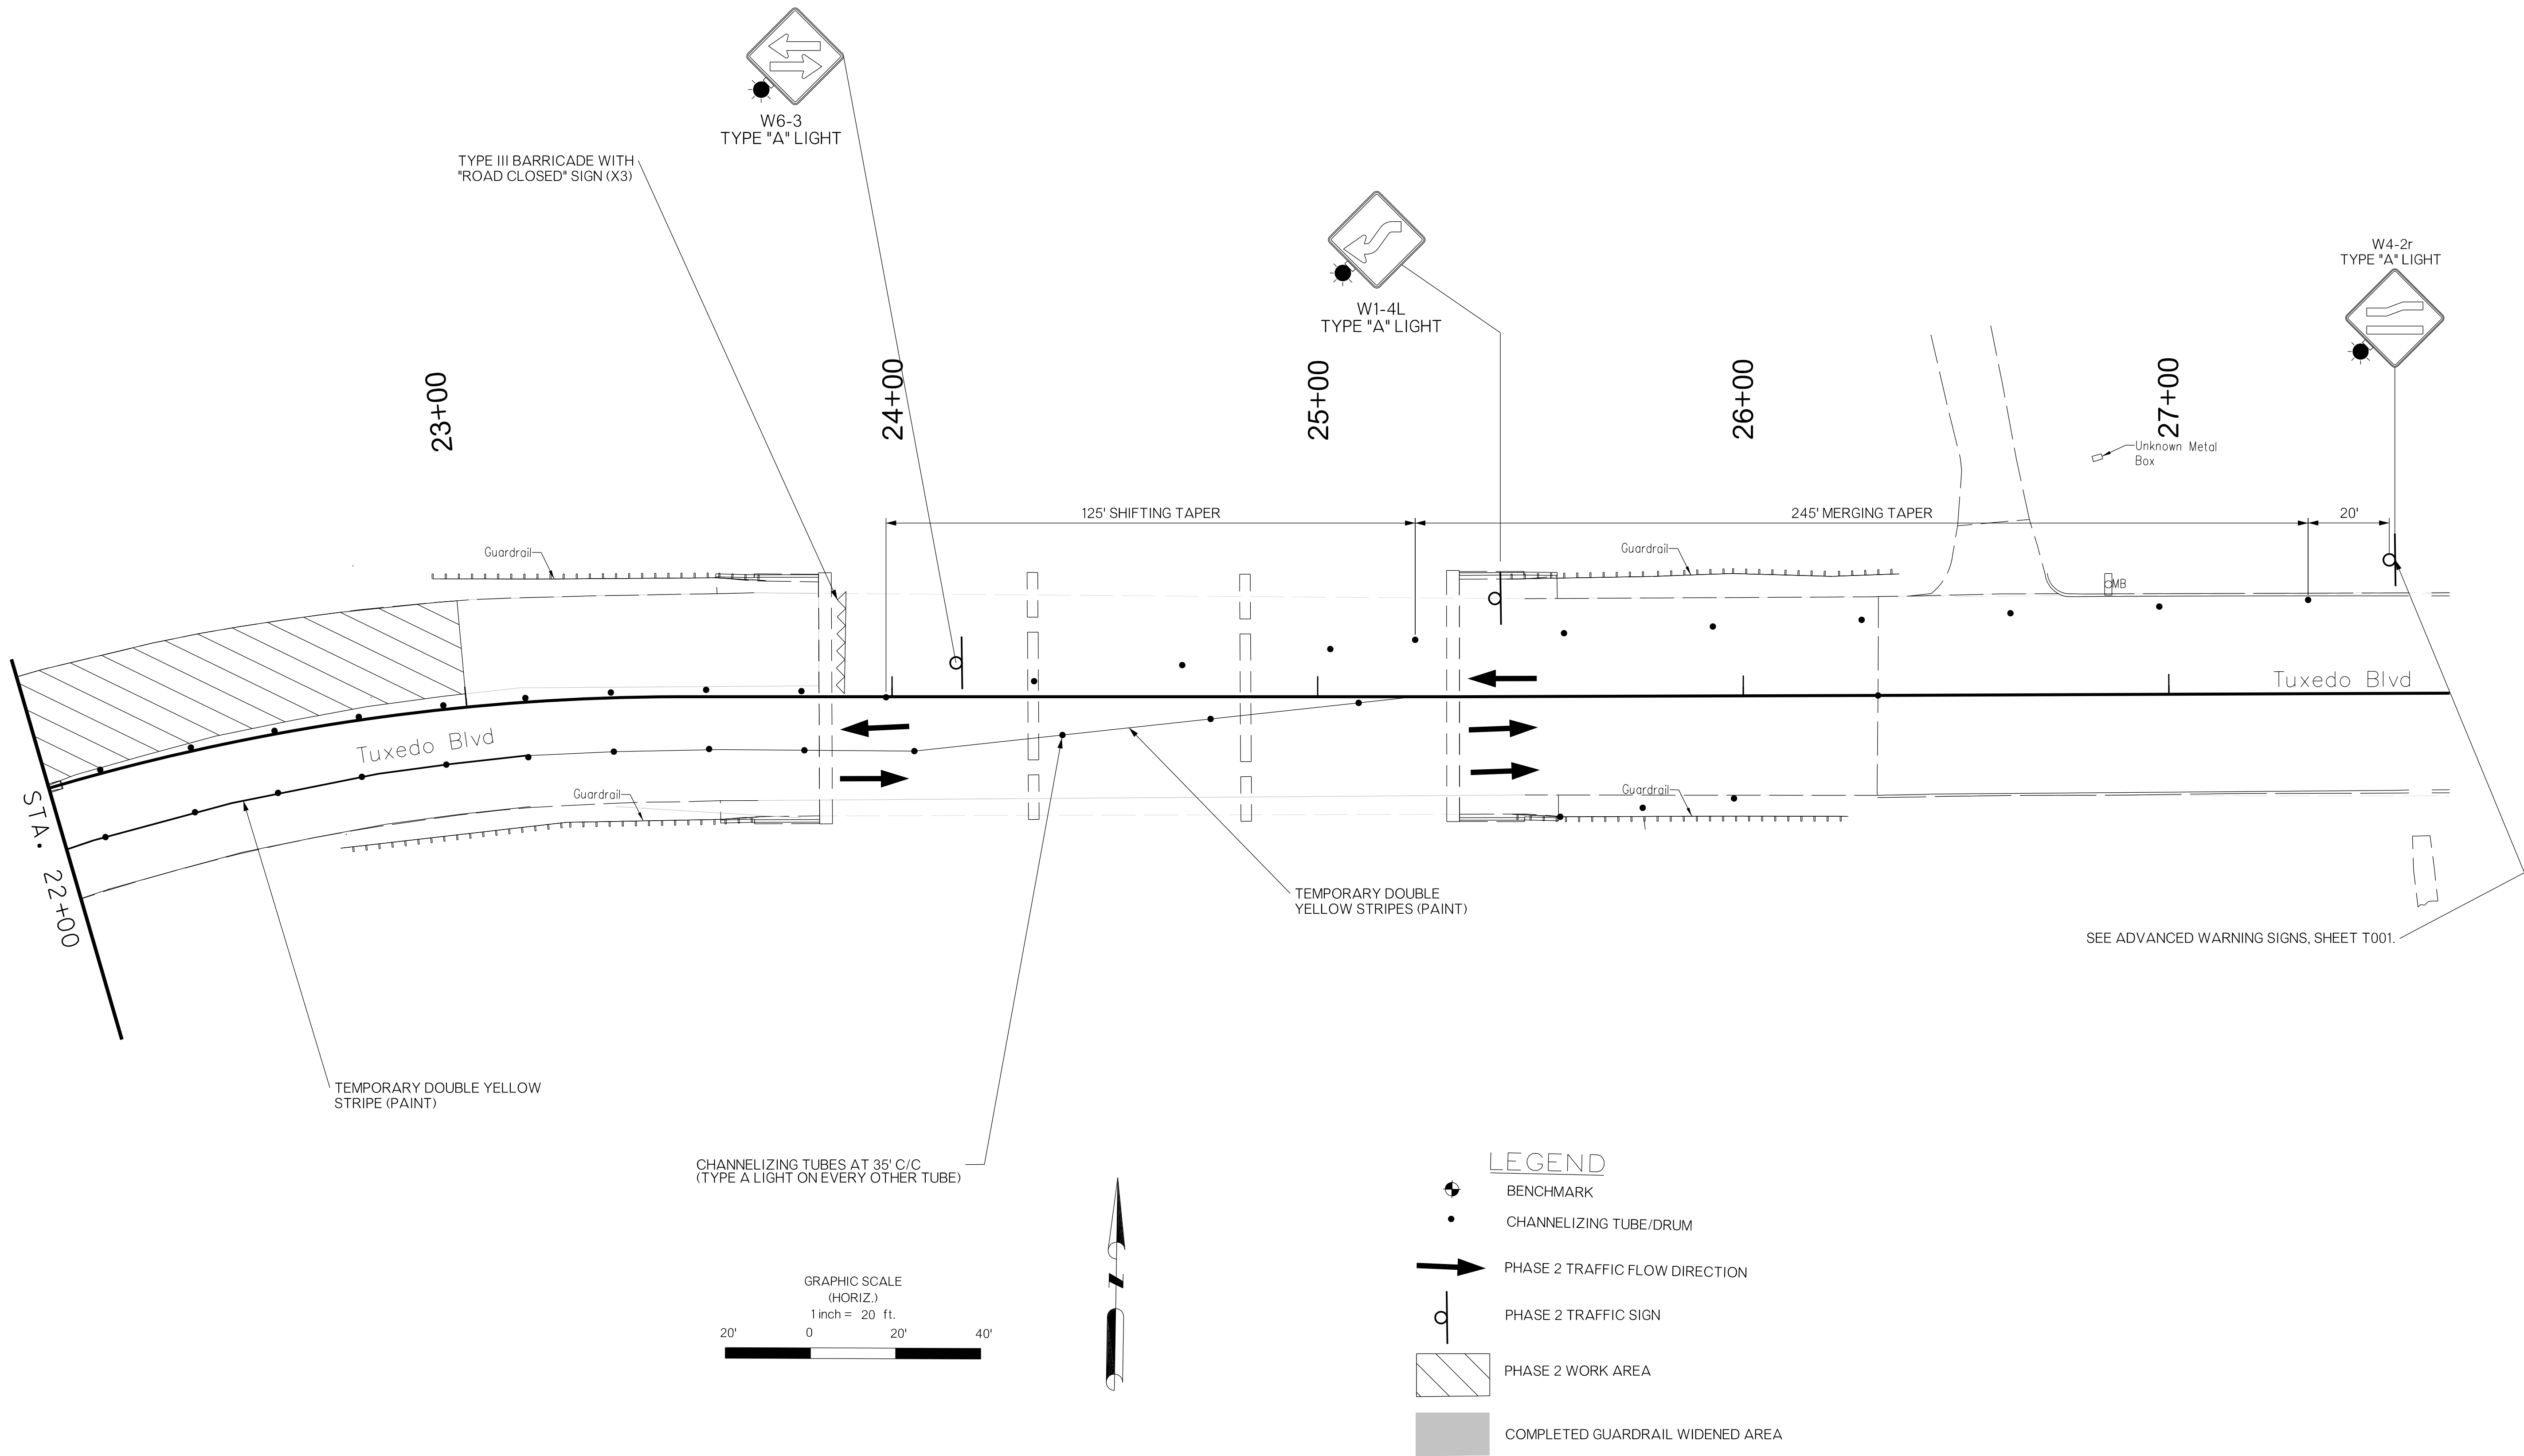 W6-3
TYPE "A" LIGHT
TYPE III BARRICADE WITH
"ROAD CLOSED" SIGN (X3)
W1-4L
TYPE "A" LIGHT
W4-2r
TYPE "A" LIGHT
23+00
24+00
25+00
26+00
27+00
Unknown Metal
Box
125' SHIFTING TAPER
245' MERGING TAPER
20'
Guardrail
Guardrail
MB
Tuxedo Blvd
Tuxedo Blvd
Guardrail
Guardrail
STA. 22+00
TEMPORARY DOUBLE
YELLOW STRIPES (PAINT)
SEE ADVANCED WARNING SIGNS, SHEET T001.
TEMPORARY DOUBLE YELLOW
STRIPE (PAINT)
CHANNELIZING TUBES AT 35' C/C
(TYPE A LIGHT ON EVERY OTHER TUBE)
GRAPHIC SCALE
(HORIZ.)
1 inch = 20 ft.
20' 0 20' 40'
N
LEGEND
BENCHMARK
CHANNELIZING TUBE/DRUM
PHASE 2 TRAFFIC FLOW DIRECTION
PHASE 2 TRAFFIC SIGN
PHASE 2 WORK AREA
COMPLETED GUARDRAIL WIDENED AREA